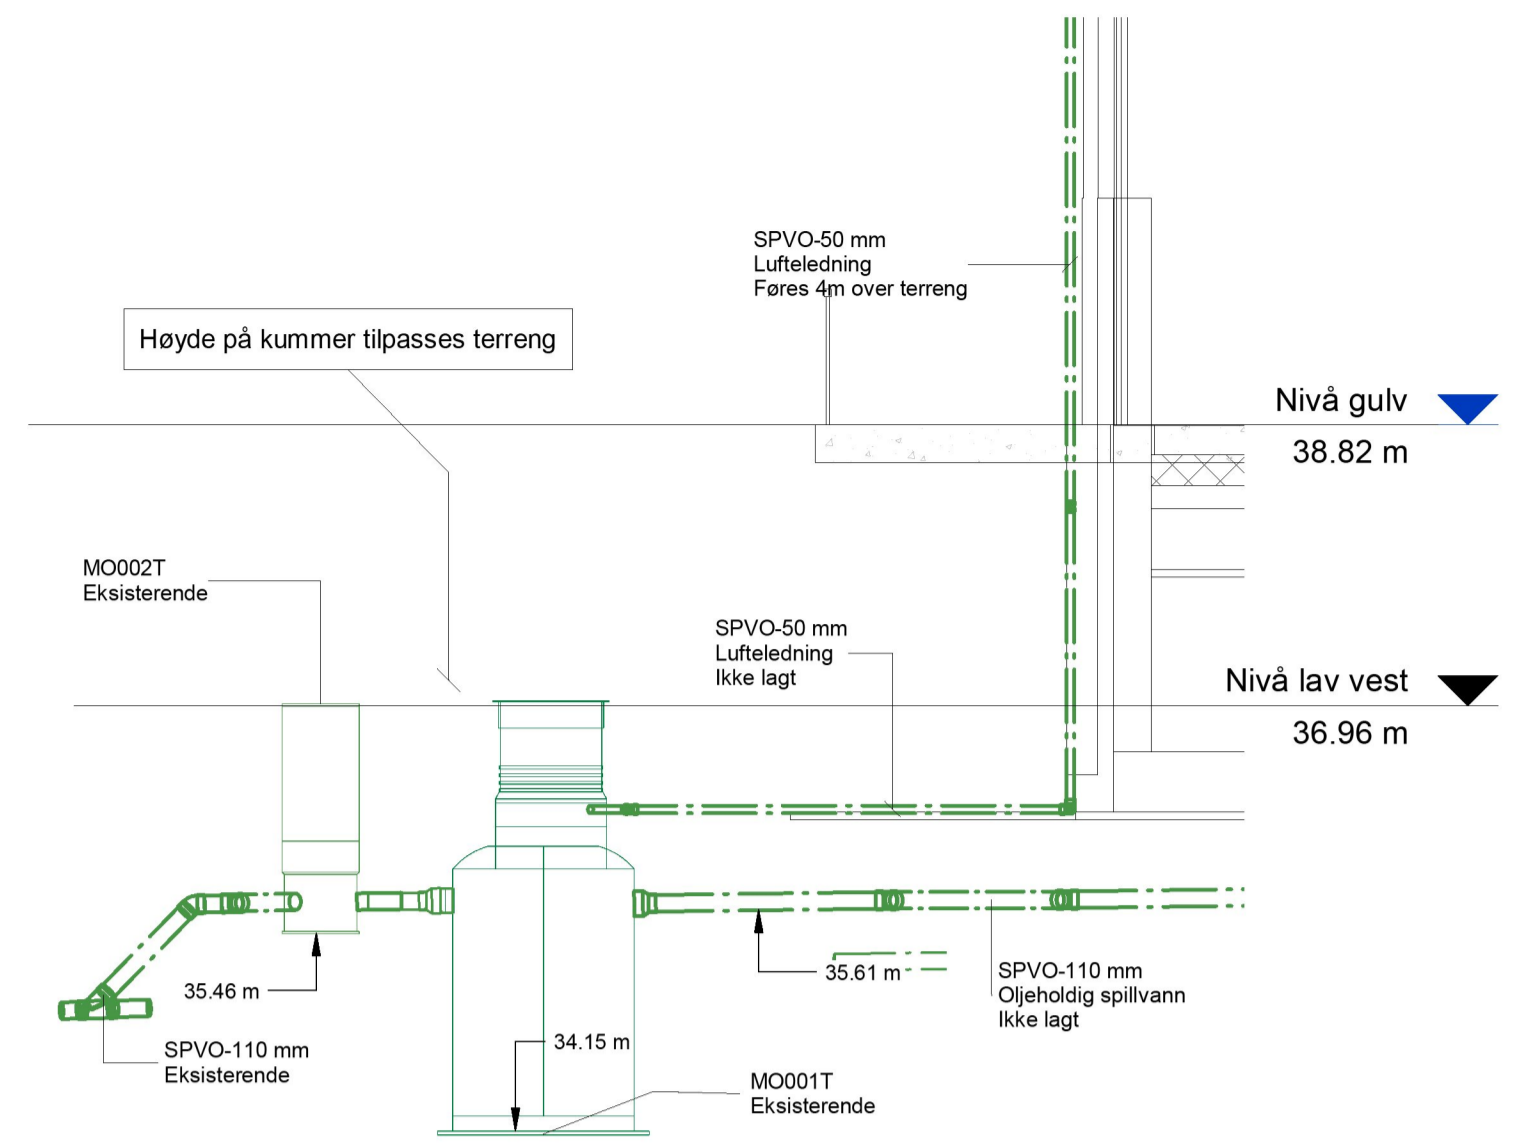 SPVO-50 mm
Lufteledning
Føres 4m over terreng
Høyde på kummer tilpasses terreng
Nivå gulv
38.82 m
MO002T
Eksisterende
SPVO-50 mm
Lufteledning
Ikke lagt
Nivå lav vest
36.96 m
35.46 m
35.61 m
SPVO-110 mm
Oljeholdig spillvann
Ikke lagt
SPVO-110 mm
Eksisterende
34.15 m
MO001T
Eksisterende